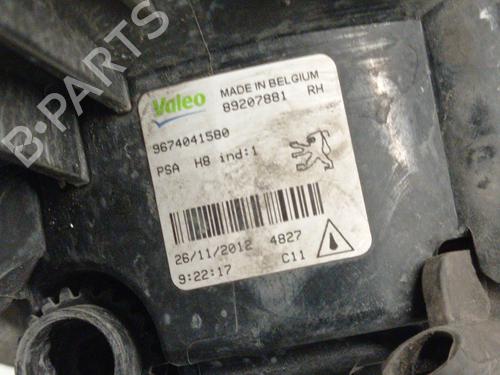 B-PARTS
Valeo
MADE IN BELGIUM
89207881 RH
9674041580
PSA H8 ind:1
26/11/2012 4827
9:22:17 C11